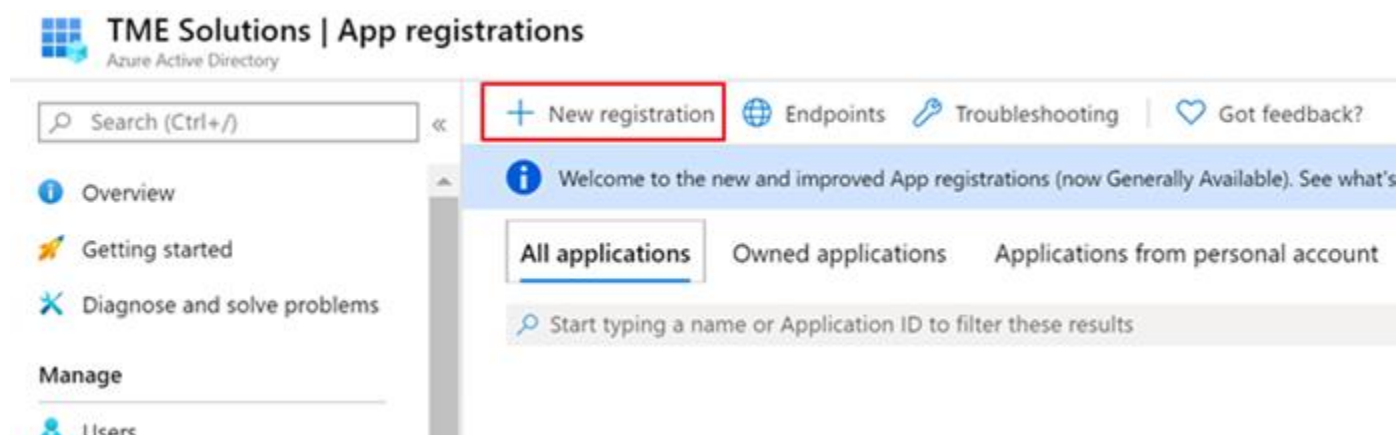 TME Solutions | App registrations
Azure Active Directory
Search (Ctrl+/)
«
Overview
Getting started
Diagnose and solve problems
Manage
Users
New registration
Endpoints
Troubleshooting
Got feedback?
Welcome to the new and improved App registrations (now Generally Available). See what's
All applications
Owned applications
Applications from personal account
Start typing a name or Application ID to filter these results